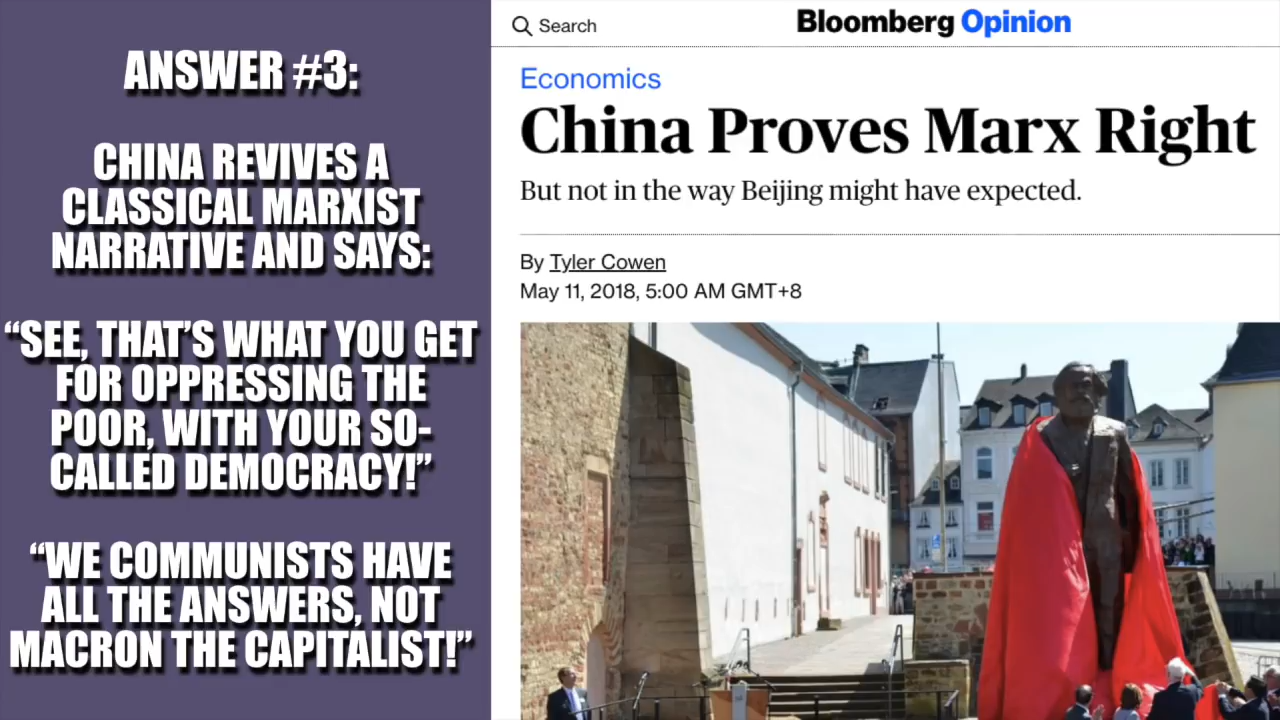 ANSWER #3:
CHINA REVIVES A
CLASSICAL MARXIST
NARRATIVE AND SAYS:
“SEE, THAT’S WHAT YOU GET
FOR OPPRESSING THE
POOR, WITH YOUR SO-
CALLED DEMOCRACY!”
“WE COMMUNISTS HAVE
ALL THE ANSWERS, NOT
MACRON THE CAPITALIST!”
Search
Bloomberg Opinion
Economics
China Proves Marx Right
But not in the way Beijing might have expected.
By Tyler Cowen
May 11, 2018, 5:00 AM GMT+8